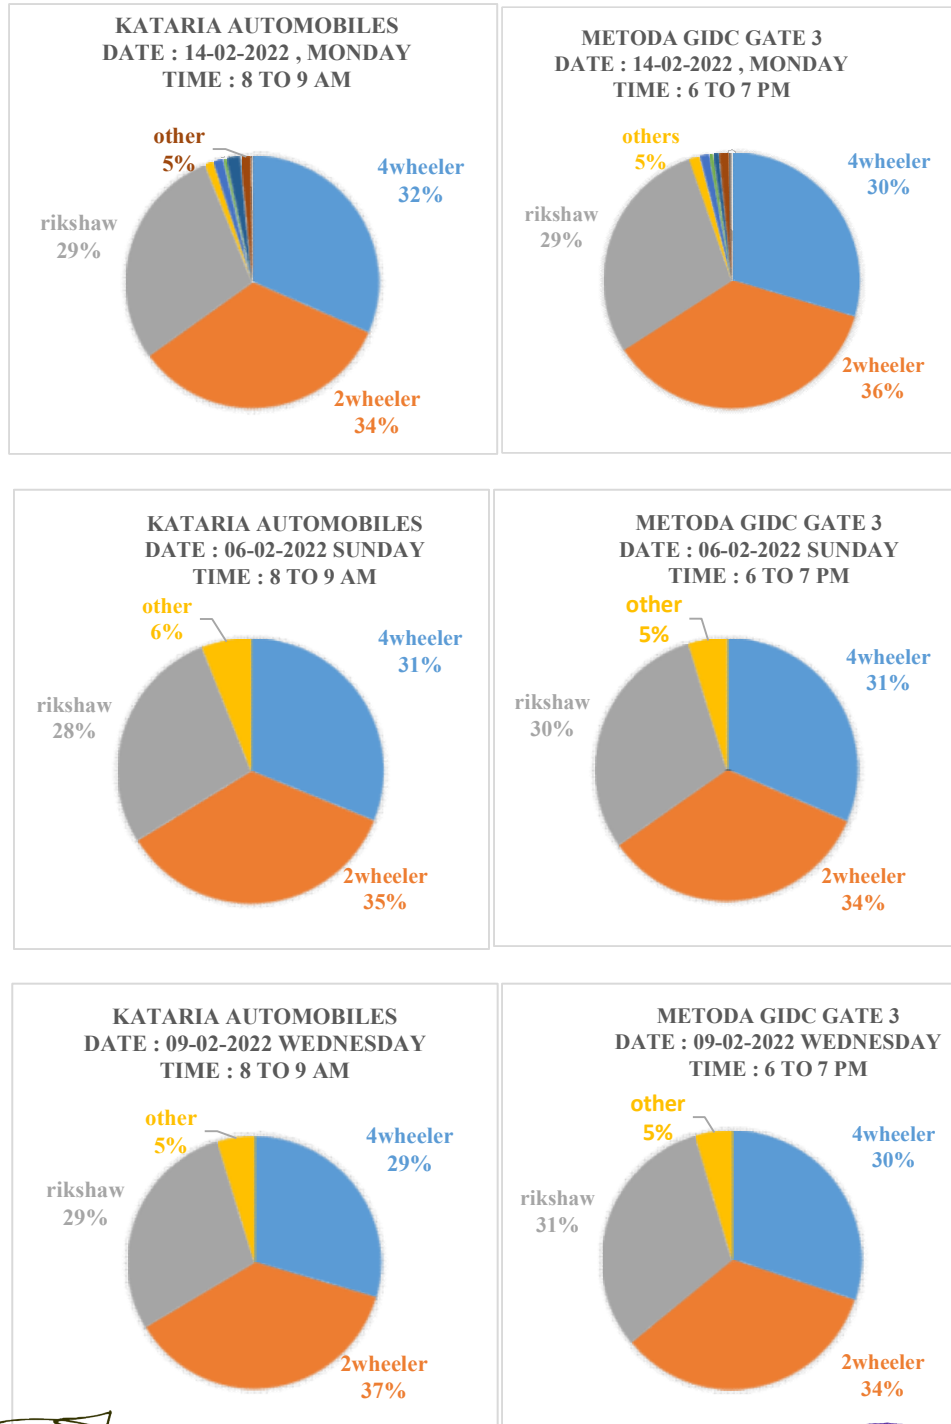 KATARIA AUTOMOBILES
DATE : 14-02-2022 , MONDAY
TIME : 8 TO 9 AM
other
5%
4wheeler
32%
rikshaw
29%
2wheeler
34%
METODA GIDC GATE 3
DATE : 14-02-2022 , MONDAY
TIME : 6 TO 7 PM
others
5%
4wheeler
30%
rikshaw
29%
2wheeler
36%
KATARIA AUTOMOBILES
DATE : 06-02-2022 SUNDAY
TIME : 8 TO 9 AM
other
6%
4wheeler
31%
rikshaw
28%
2wheeler
35%
METODA GIDC GATE 3
DATE : 06-02-2022 SUNDAY
TIME : 6 TO 7 PM
other
5%
4wheeler
31%
rikshaw
30%
2wheeler
34%
KATARIA AUTOMOBILES
DATE : 09-02-2022 WEDNESDAY
TIME : 8 TO 9 AM
other
5%
4wheeler
29%
rikshaw
29%
2wheeler
37%
METODA GIDC GATE 3
DATE : 09-02-2022 WEDNESDAY
TIME : 6 TO 7 PM
other
5%
4wheeler
30%
rikshaw
31%
2wheeler
34%